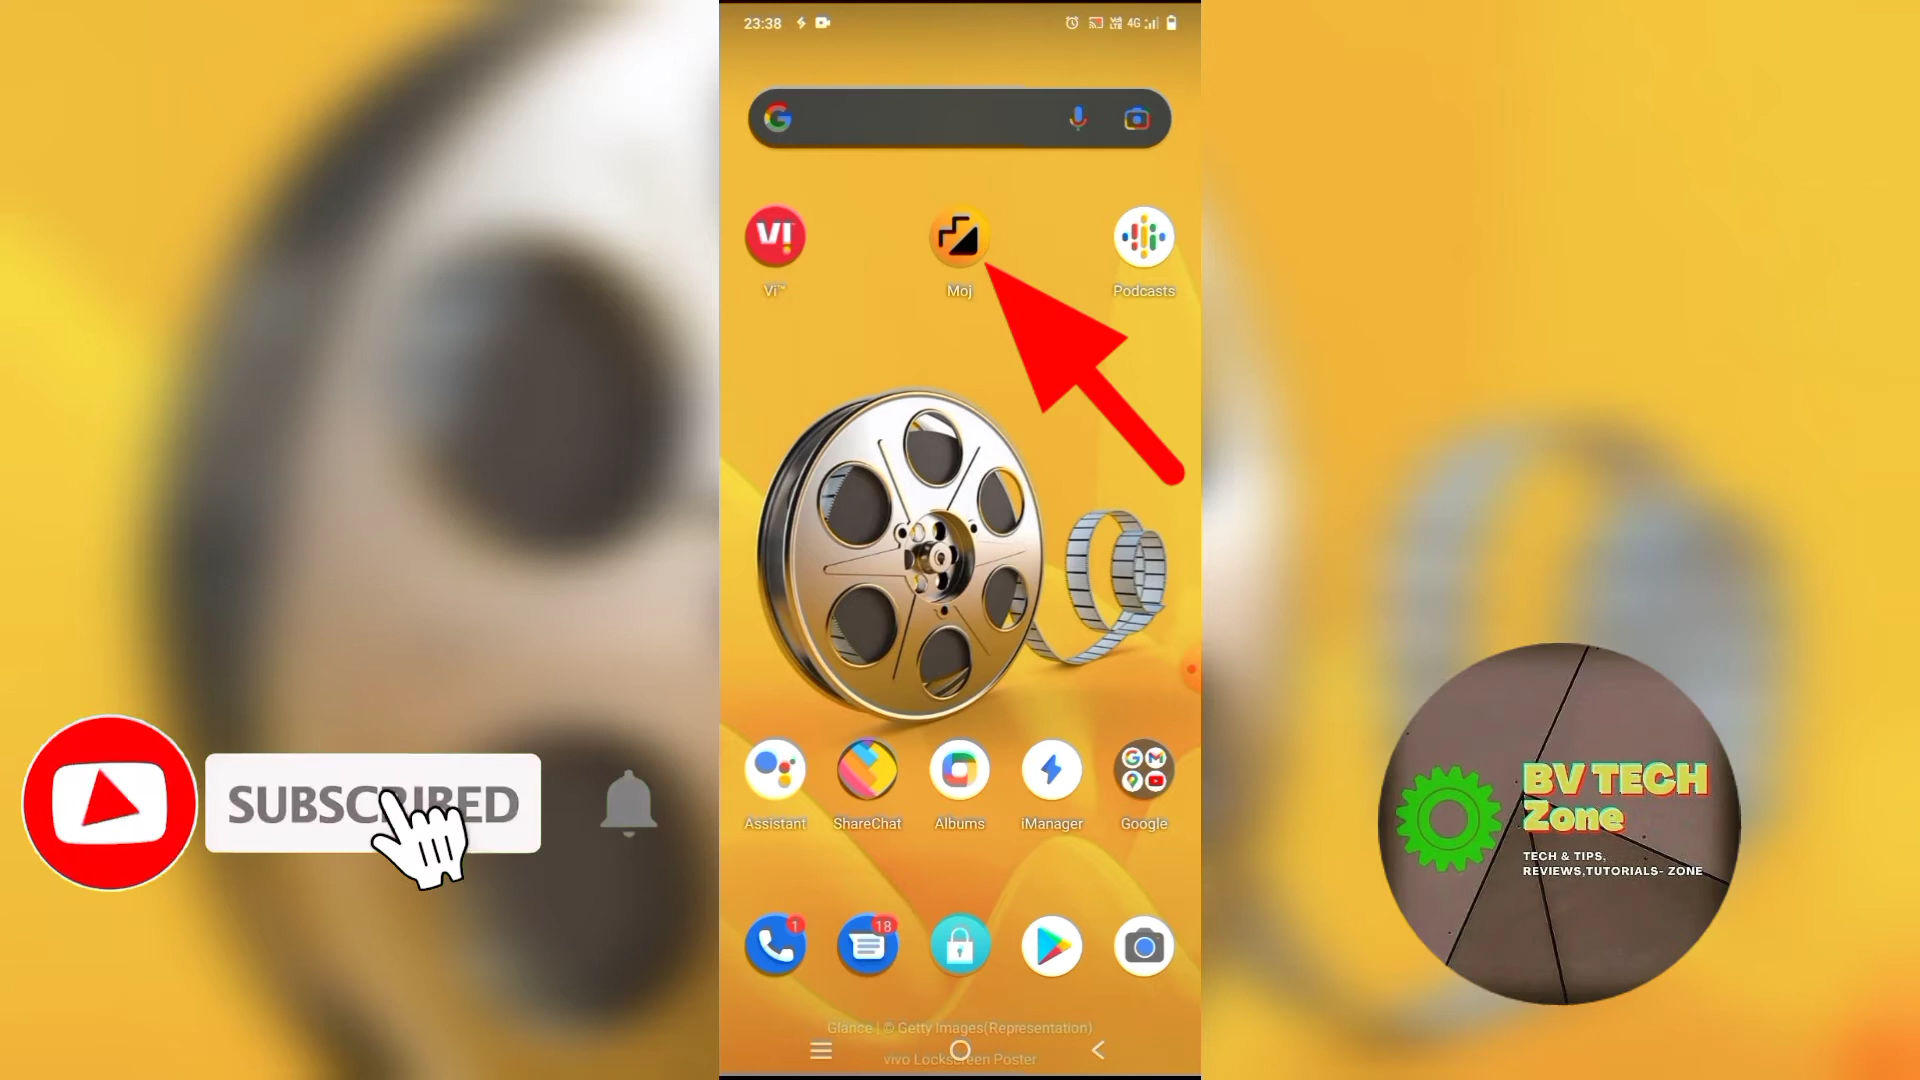 23:38
4G
Vi
Vi™
Moj
Podcasts
SUBSCRIBED
Assistant
ShareChat
Albums
iManager
Google
BV TECH
Zone
TECH & TIPS,
REVIEWS,TUTORIALS- ZONE
1
18
Glance | © Getty Images(Representation)
vivo Lockscreen Poster